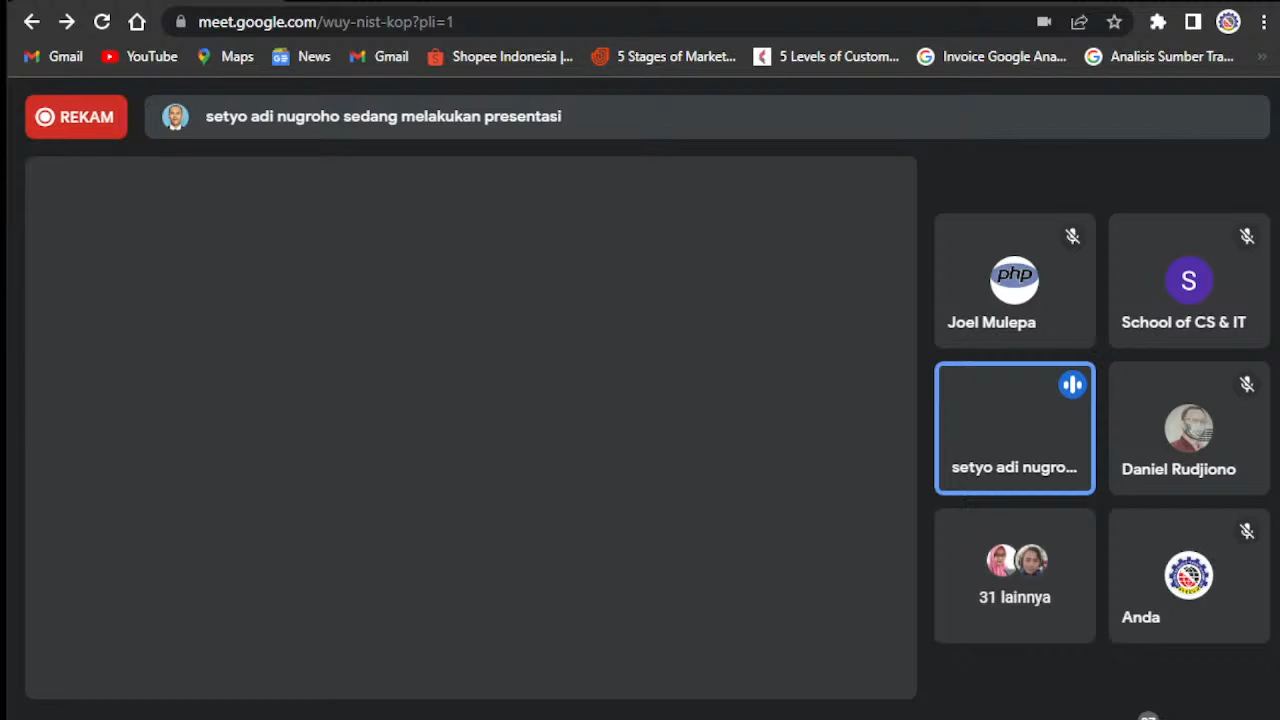 meet.google.com/wuy-nist-kop?pli=1
Gmail YouTube Maps News Gmail Shopee Indonesia |... 5 Stages of Market... 5 Levels of Custom... Invoice Google Ana... Analisis Sumber Tra... »
REKAM setyo adi nugroho sedang melakukan presentasi
php S
Joel Mulepa School of CS & IT
setyo adi nugro... Daniel Rudjiono
31 lainnya
Anda